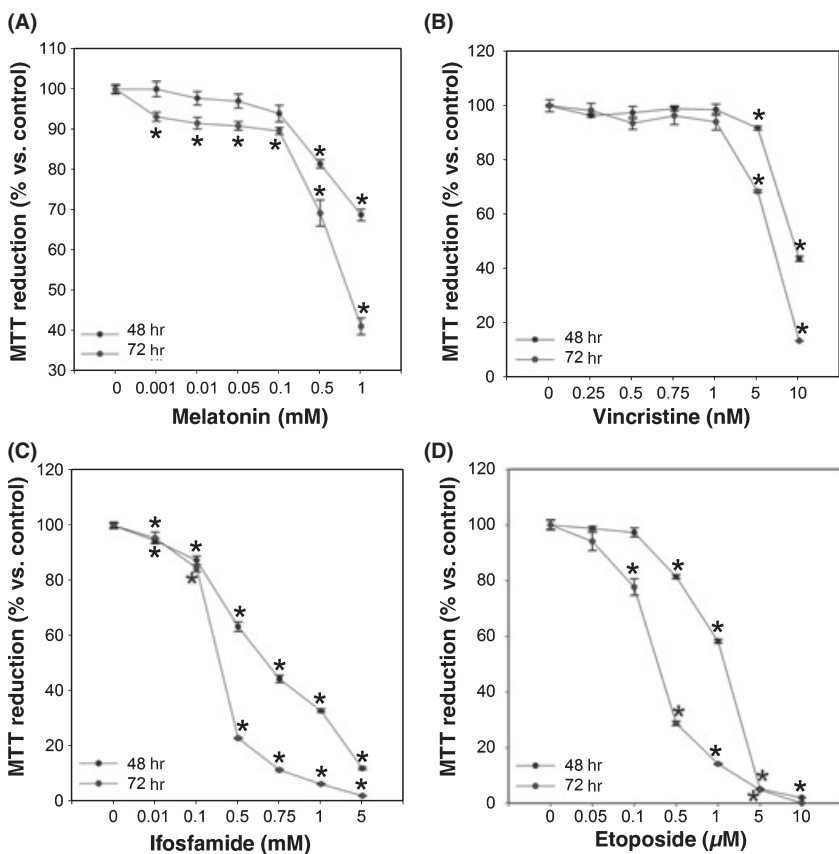 (A)
MTT reduction (% vs. control)
110
100
90
80
70
60
50
40
30
* * * * * * * *
48 hr
72 hr
0 0.001 0.01 0.05 0.1 0.5 1
Melatonin (mM)
(B)
MTT reduction (% vs. control)
120
100
80
60
40
20
0
* * * *
48 hr
72 hr
0 0.25 0.5 0.75 1 5 10
Vincristine (nM)
(C)
MTT reduction (% vs. control)
120
100
80
60
40
20
0
* * * * * * * * * * * *
48 hr
72 hr
0 0.01 0.1 0.5 0.75 1 5
Ifosfamide (mM)
(D)
MTT reduction (% vs. control)
120
100
80
60
40
20
0
* * * * * * * *
48 hr
72 hr
0 0.05 0.1 0.5 1 5 10
Etoposide (µM)